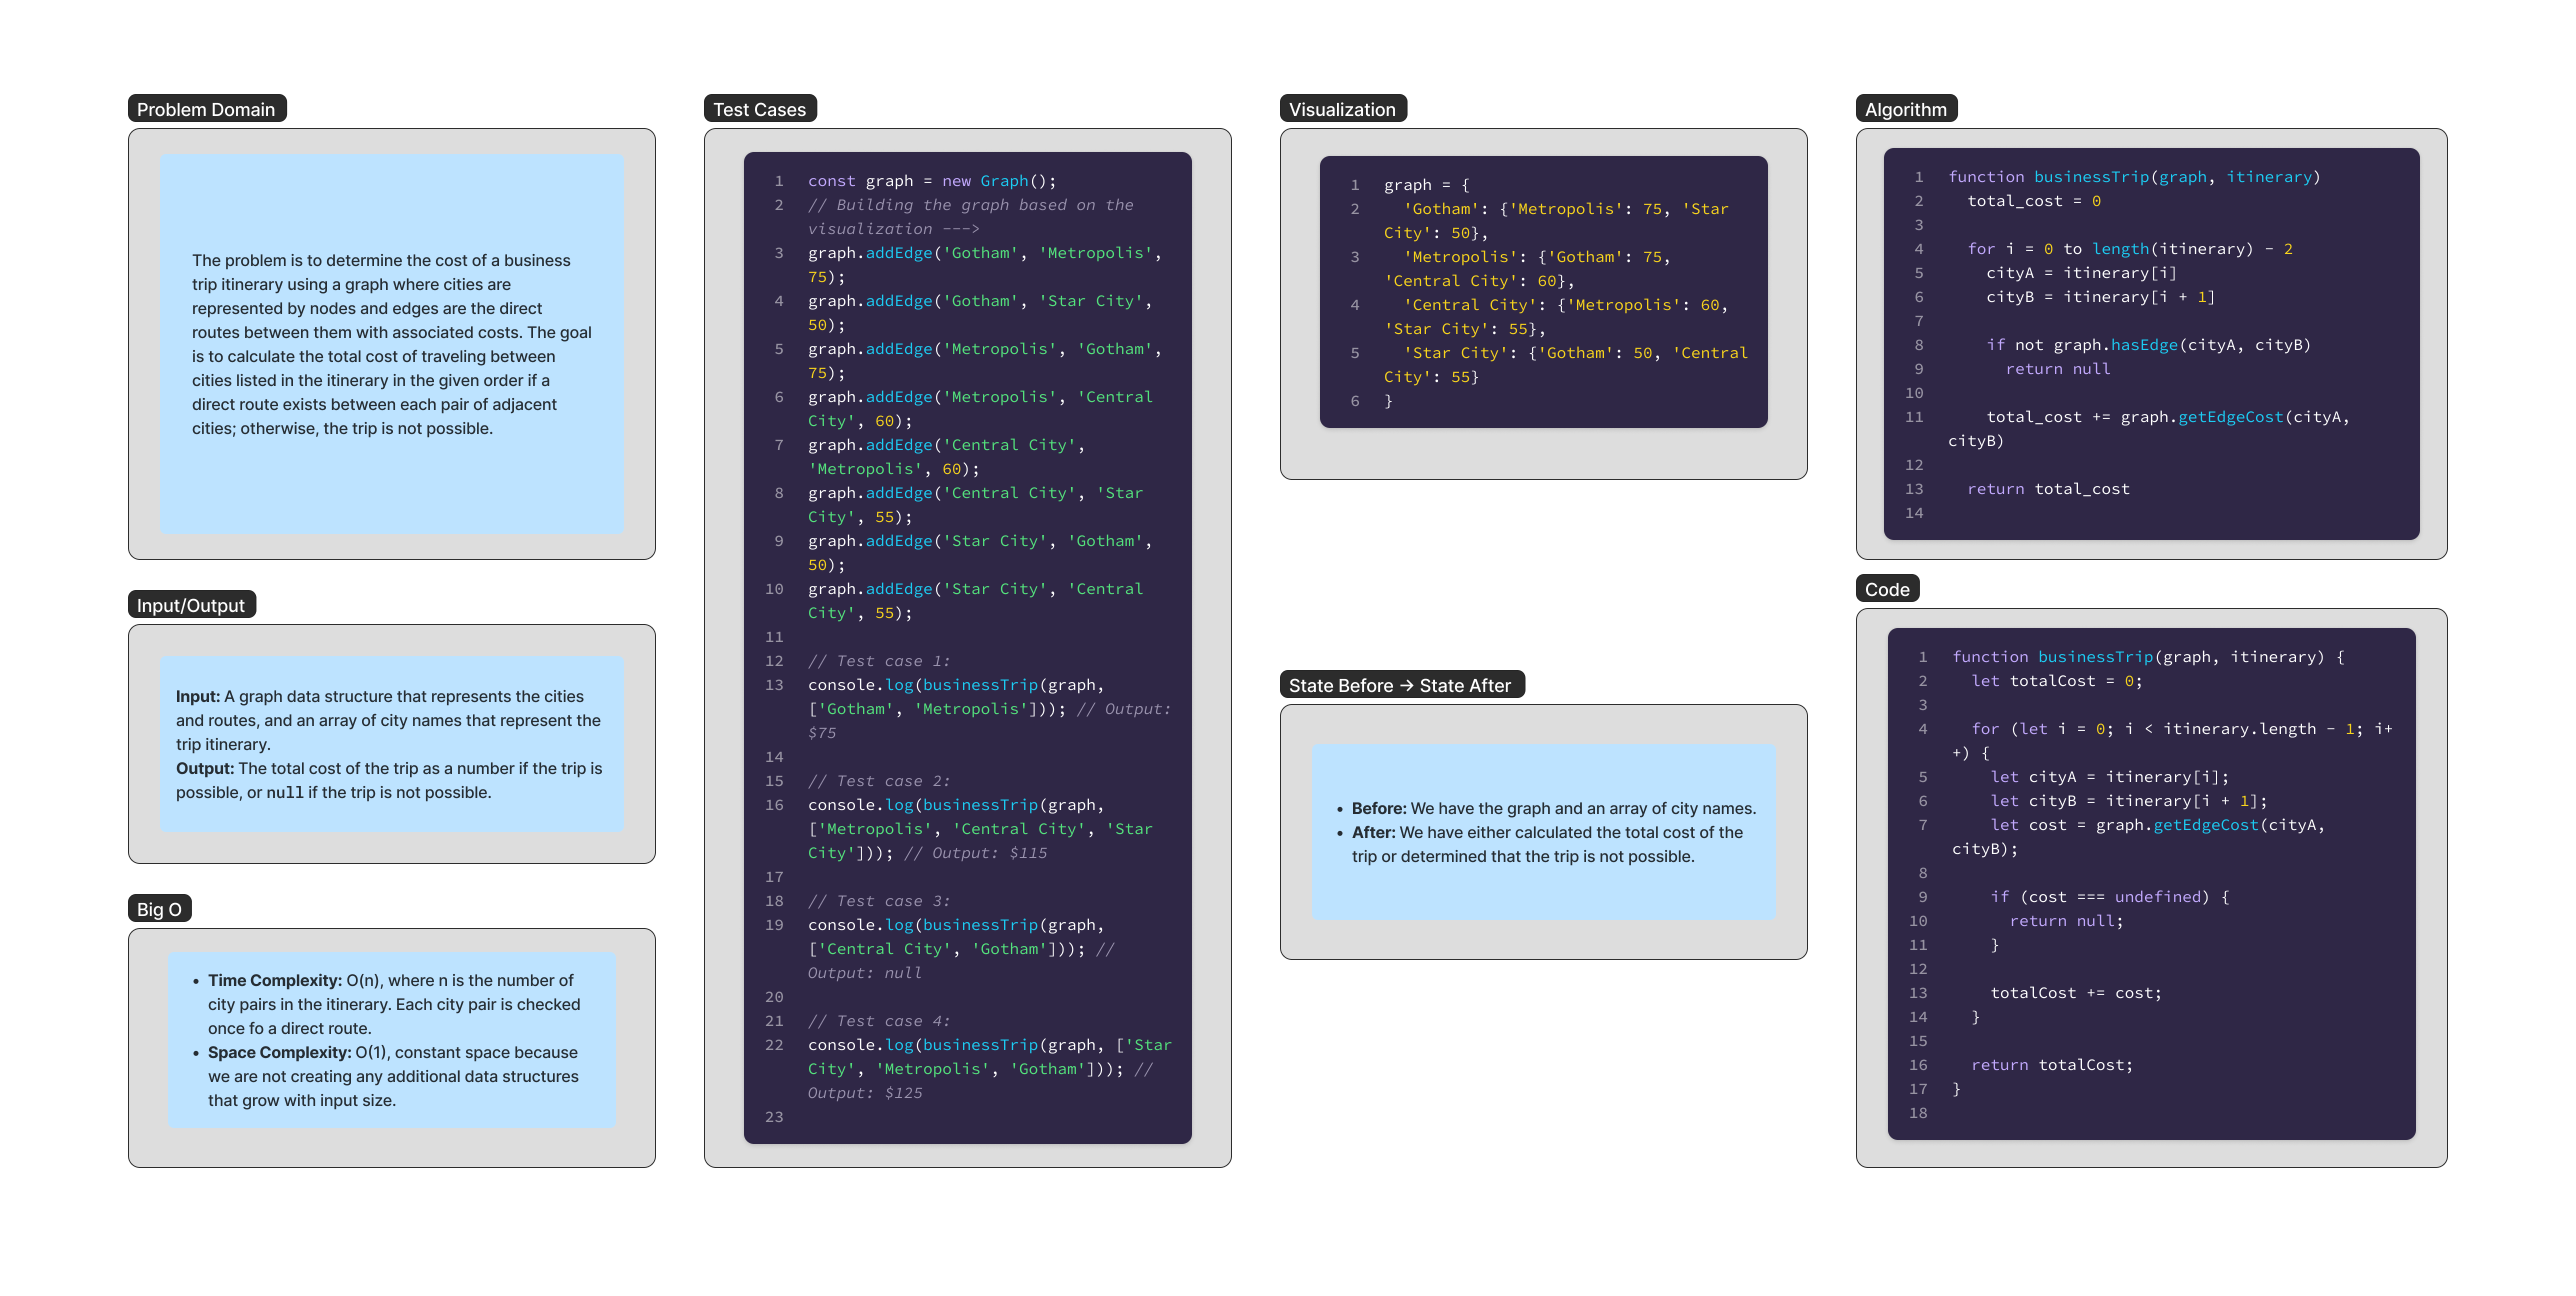 Problem Domain
The problem is to determine the cost of a business
trip itinerary using a graph where cities are
represented by nodes and edges are the direct
routes between them with associated costs. The goal
is to calculate the total cost of traveling between
cities listed in the itinerary in the given order if a
direct route exists between each pair of adjacent
cities; otherwise, the trip is not possible.
Input/Output
Input: A graph data structure that represents the cities
and routes, and an array of city names that represent the
trip itinerary.
Output: The total cost of the trip as a number if the trip is
possible, or null if the trip is not possible.
Big O
• Time Complexity: O(n), where n is the number of
city pairs in the itinerary. Each city pair is checked
once fo a direct route.
• Space Complexity: O(1), constant space because
we are not creating any additional data structures
that grow with input size.
Test Cases
1 const graph = new Graph();
2 // Building the graph based on the
visualization --->
3 graph.addEdge('Gotham', 'Metropolis',
75);
4 graph.addEdge('Gotham', 'Star City',
50);
5 graph.addEdge('Metropolis', 'Gotham',
75);
6 graph.addEdge('Metropolis', 'Central
City', 60);
7 graph.addEdge('Central City',
'Metropolis', 60);
8 graph.addEdge('Central City', 'Star
City', 55);
9 graph.addEdge('Star City', 'Gotham',
50);
10 graph.addEdge('Star City', 'Central
City', 55);
11
12 // Test case 1:
13 console.log(businessTrip(graph,
['Gotham', 'Metropolis'])); // Output:
$75
14
15 // Test case 2:
16 console.log(businessTrip(graph,
['Metropolis', 'Central City', 'Star
City'])); // Output: $115
17
18 // Test case 3:
19 console.log(businessTrip(graph,
['Central City', 'Gotham'])); //
Output: null
20
21 // Test case 4:
22 console.log(businessTrip(graph, ['Star
City', 'Metropolis', 'Gotham'])); //
Output: $125
23
Visualization
1 graph = {
2 'Gotham': {'Metropolis': 75, 'Star
City': 50},
3 'Metropolis': {'Gotham': 75,
'Central City': 60},
4 'Central City': {'Metropolis': 60,
'Star City': 55},
5 'Star City': {'Gotham': 50, 'Central
City': 55}
6 }
State Before → State After
• Before: We have the graph and an array of city names.
• After: We have either calculated the total cost of the
trip or determined that the trip is not possible.
Algorithm
1 function businessTrip(graph, itinerary)
2 total_cost = 0
3
4 for i = 0 to length(itinerary) - 2
5 cityA = itinerary[i]
6 cityB = itinerary[i + 1]
7
8 if not graph.hasEdge(cityA, cityB)
9 return null
10
11 total_cost += graph.getEdgeCost(cityA,
cityB)
12
13 return total_cost
14
Code
1 function businessTrip(graph, itinerary) {
2 let totalCost = 0;
3
4 for (let i = 0; i < itinerary.length - 1; i+
+) {
5 let cityA = itinerary[i];
6 let cityB = itinerary[i + 1];
7 let cost = graph.getEdgeCost(cityA,
cityB);
8
9 if (cost === undefined) {
10 return null;
11 }
12
13 totalCost += cost;
14 }
15
16 return totalCost;
17 }
18